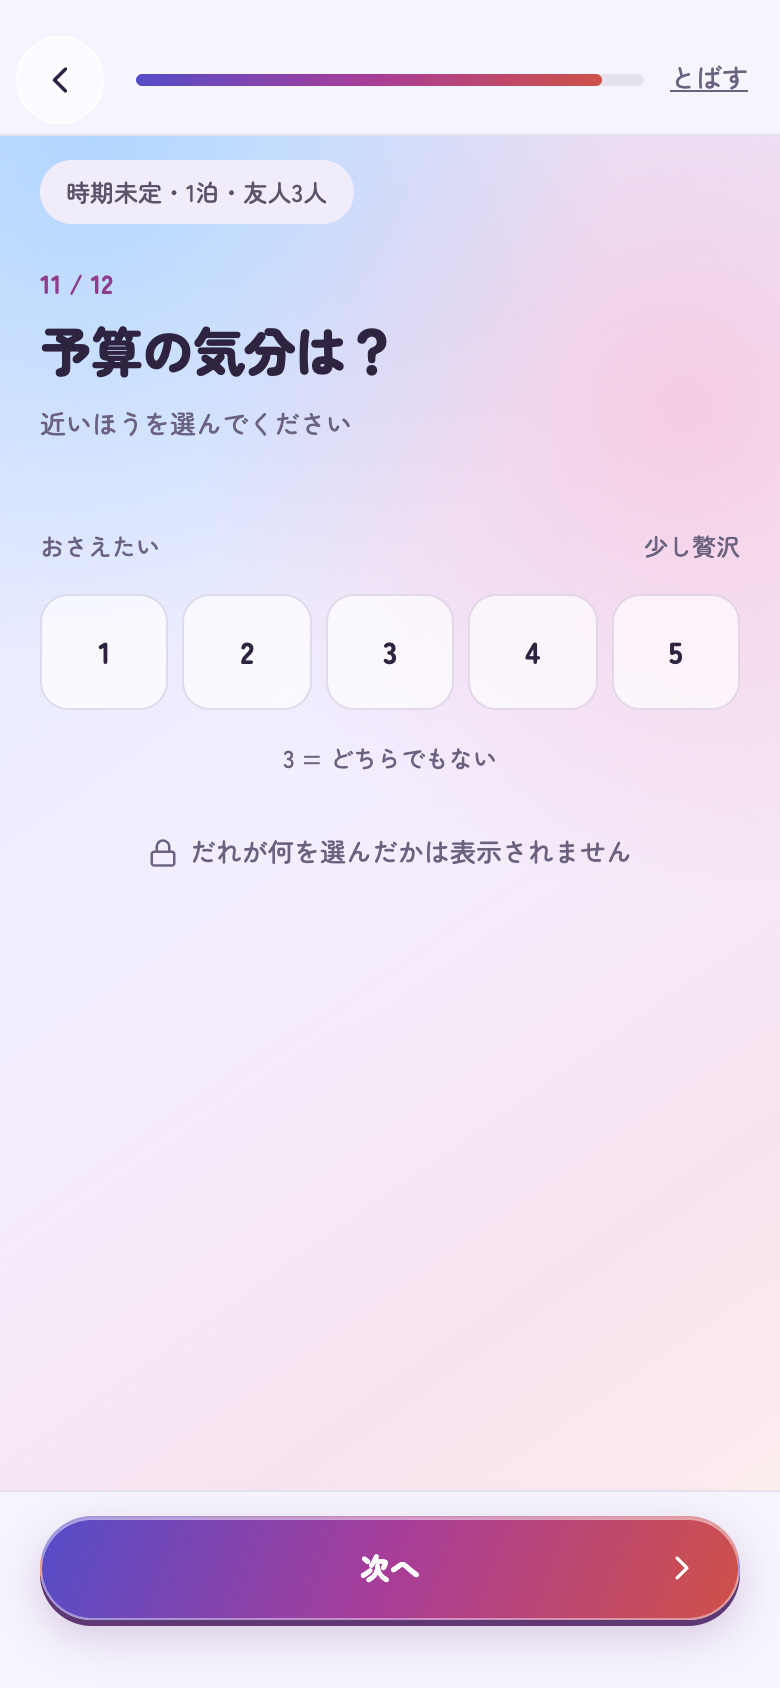 とばす
時期未定・1泊・友人3人
11 / 12
予算の気分は？
近いほうを選んでください
おさえたい
少し贅沢
1
2
3
4
5
3 = どちらでもない
だれが何を選んだかは表示されません
次へ